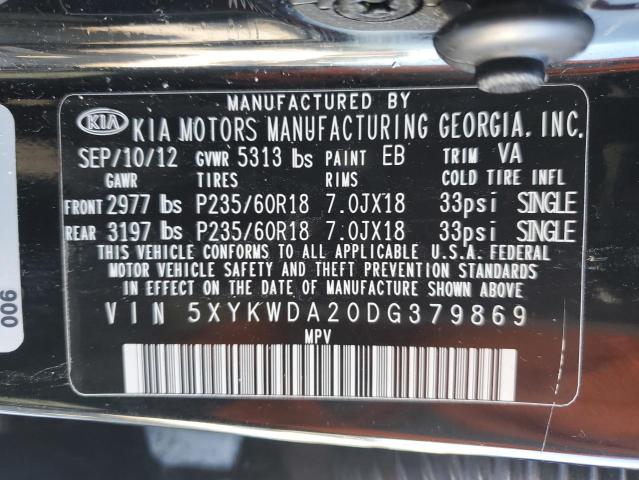 MANUFACTURED BY
KIA KIA MOTORS MANUFACTURING GEORGIA, INC.
SEP/10/12 GVWR 5313 lbs PAINT EB TRIM VA
GAWR TIRES RIMS COLD TIRE INFL
FRONT 2977 lbs P235/60R18 7.0JX18 33psi SINGLE
REAR 3197 lbs P235/60R18 7.0JX18 33psi SINGLE
THIS VEHICLE CONFORMS TO ALL APPLICABLE U.S.A. FEDERAL
MOTOR VEHICLE SAFETY AND THEFT PREVENTION STANDARDS
IN EFFECT ON THE DATE OF MANUFACTURE SHOWN ABOVE.
VIN 5XYKWDA20DG379869
MPV
006